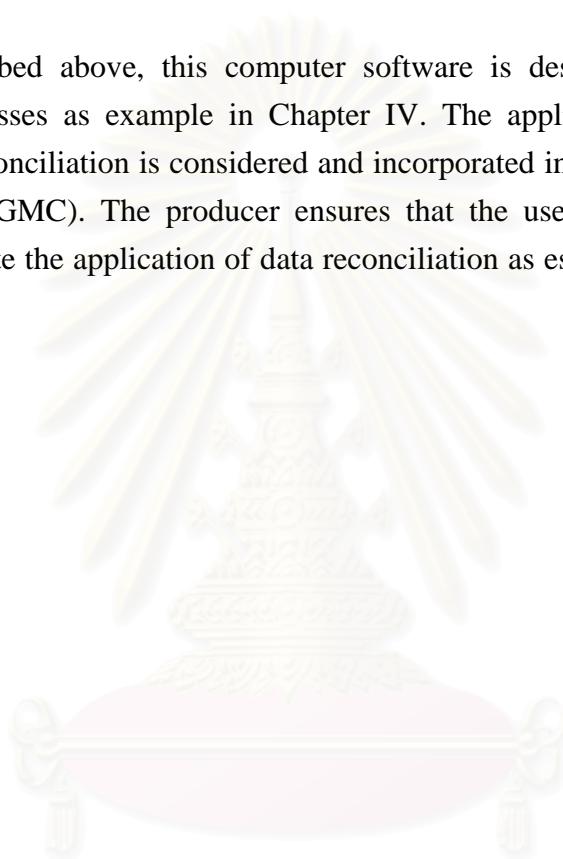 bed above, this computer software is des
sses as example in Chapter IV. The appl
onciliation is considered and incorporated in
GMC). The producer ensures that the use
te the application of data reconciliation as es